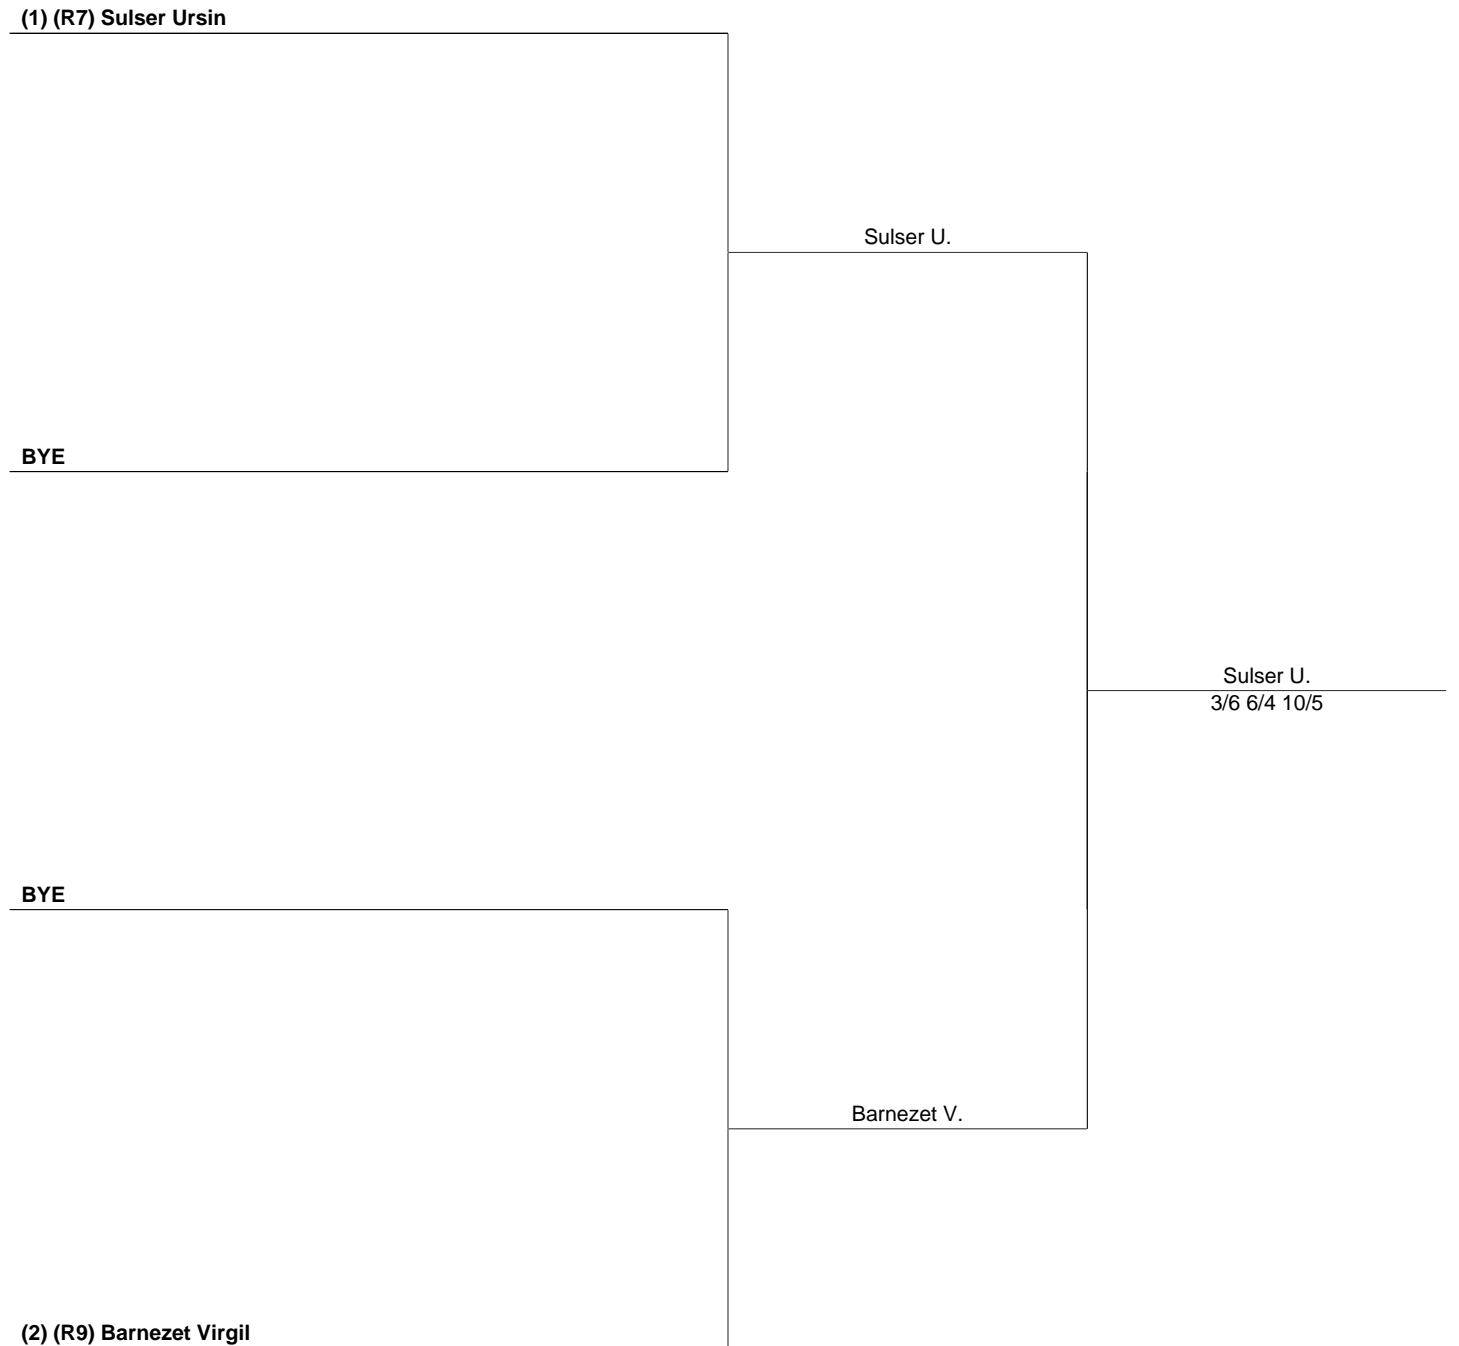 (1) (R7) Sulser Ursin
Sulser U.
BYE
Sulser U.
3/6 6/4 10/5
BYE
Barnezet V.
(2) (R9) Barnezet Virgil